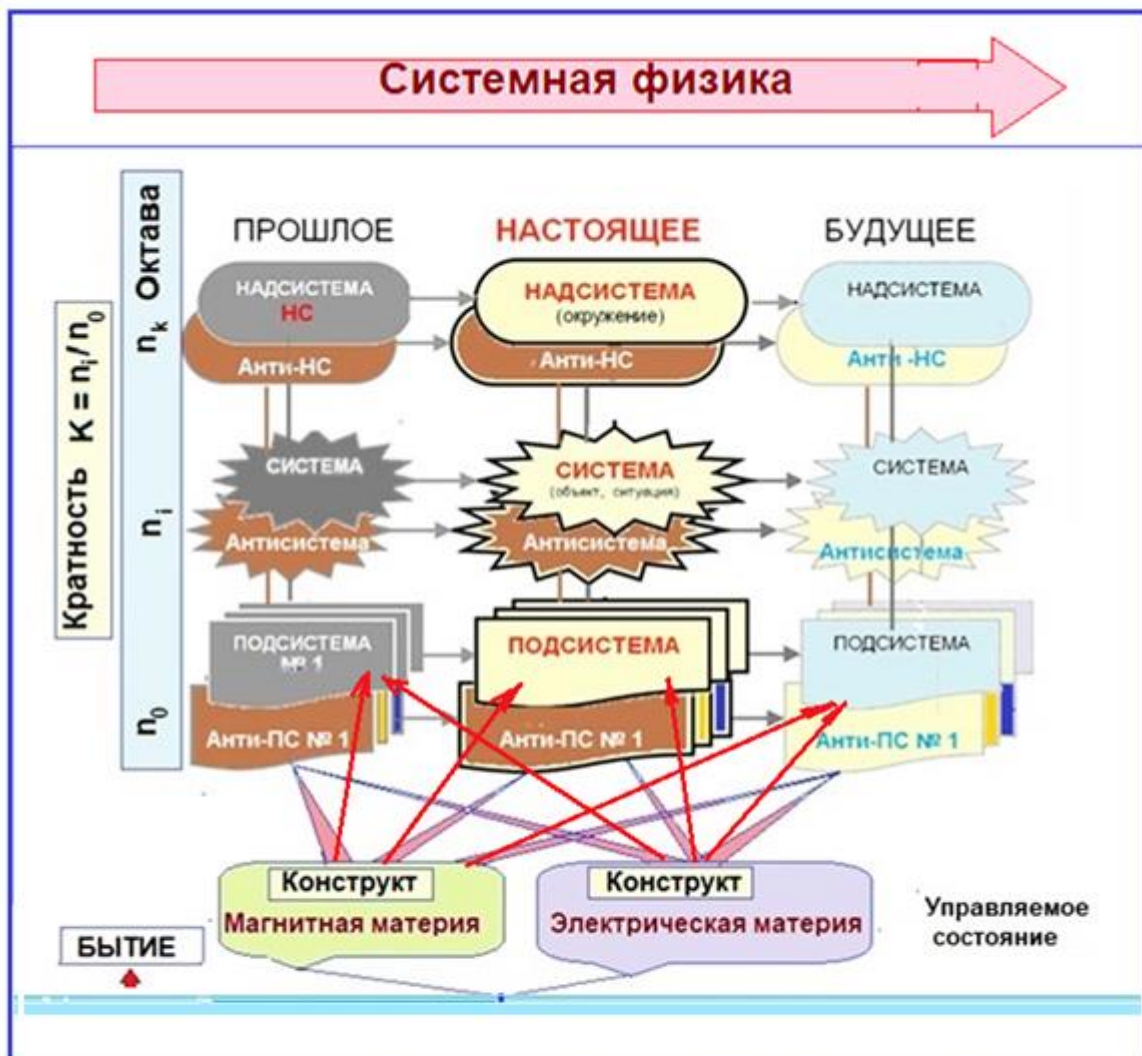 Системная физика
Кратность K = ni/n0
Октава
nk
ni
n0
ПРОШЛОЕ
НАСТОЯЩЕЕ
БУДУЩЕЕ
НАДСИСТЕМА
НС
НАДСИСТЕМА
(окружение)
НАДСИСТЕМА
Анти-НС
Анти-НС
Анти -НС
СИСТЕМА
СИСТЕМА
(объект, ситуация)
СИСТЕМА
Антисистема
Антисистема
Антисистема
ПОДСИСТЕМА
№ 1
ПОДСИСТЕМА
ПОДСИСТЕМА
Анти-ПС № 1
Анти-ПС № 1
Анти-ПС № 1
Конструкт
Магнитная материя
Конструкт
Электрическая материя
Управляемое
состояние
БЫТИЕ